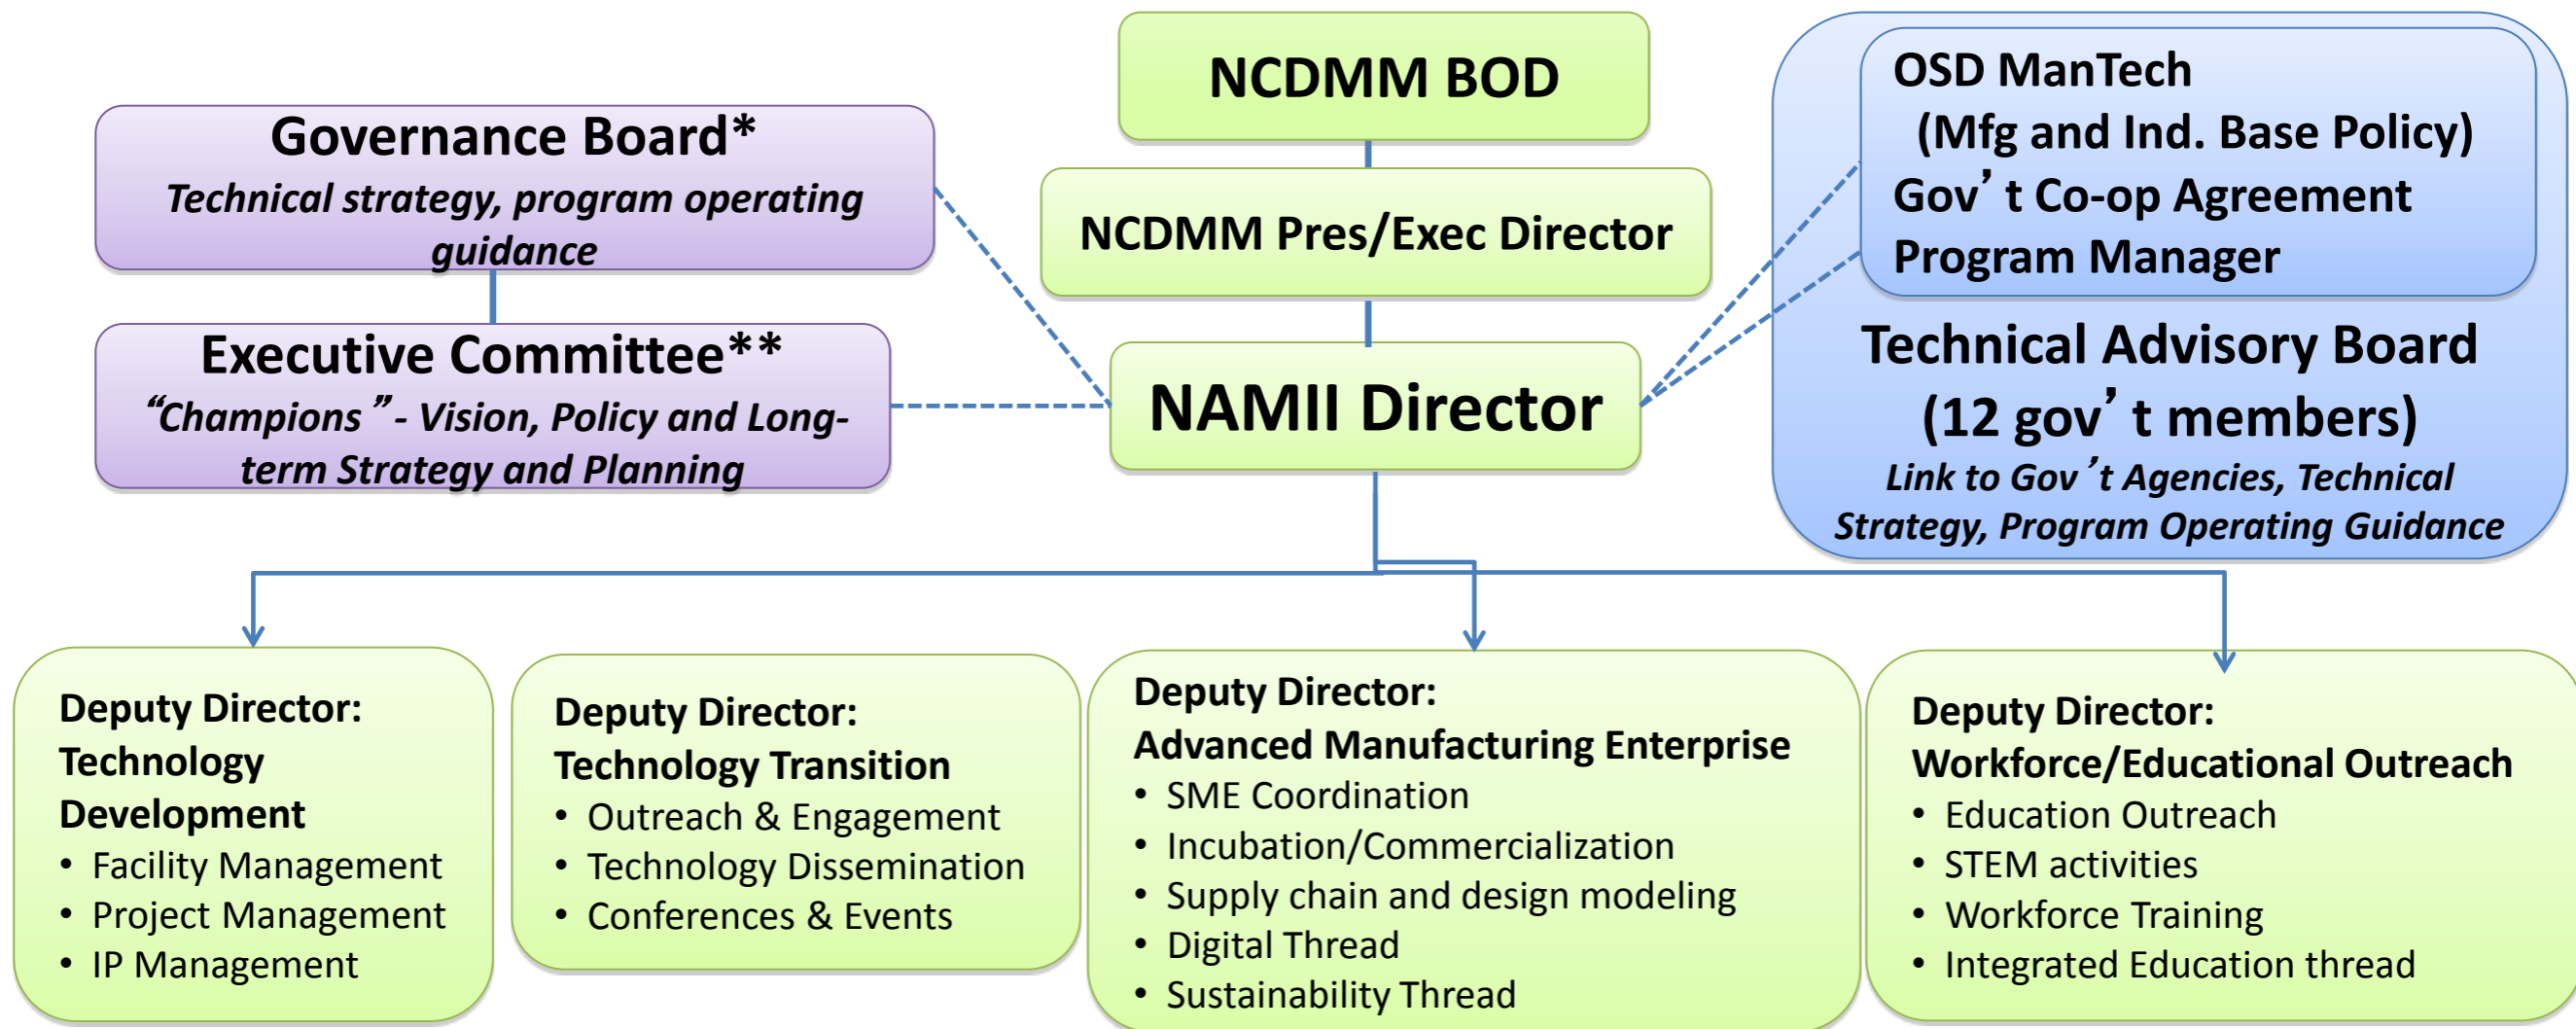 NCDMM BOD
NCDMM Pres/Exec Director
NAMII Director
Governance Board*
Technical strategy, program operating
guidance
Executive Committee**
“Champions” - Vision, Policy and Long-
term Strategy and Planning
OSD ManTech
(Mfg and Ind. Base Policy)
Gov’t Co-op Agreement
Program Manager
Technical Advisory Board
(12 gov’t members)
Link to Gov’t Agencies, Technical
Strategy, Program Operating Guidance
Deputy Director:
Technology
Development
• Facility Management
• Project Management
• IP Management
Deputy Director:
Technology Transition
• Outreach & Engagement
• Technology Dissemination
• Conferences & Events
Deputy Director:
Advanced Manufacturing Enterprise
• SME Coordination
• Incubation/Commercialization
• Supply chain and design modeling
• Digital Thread
• Sustainability Thread
Deputy Director:
Workforce/Educational Outreach
• Education Outreach
• STEM activities
• Workforce Training
• Integrated Education thread